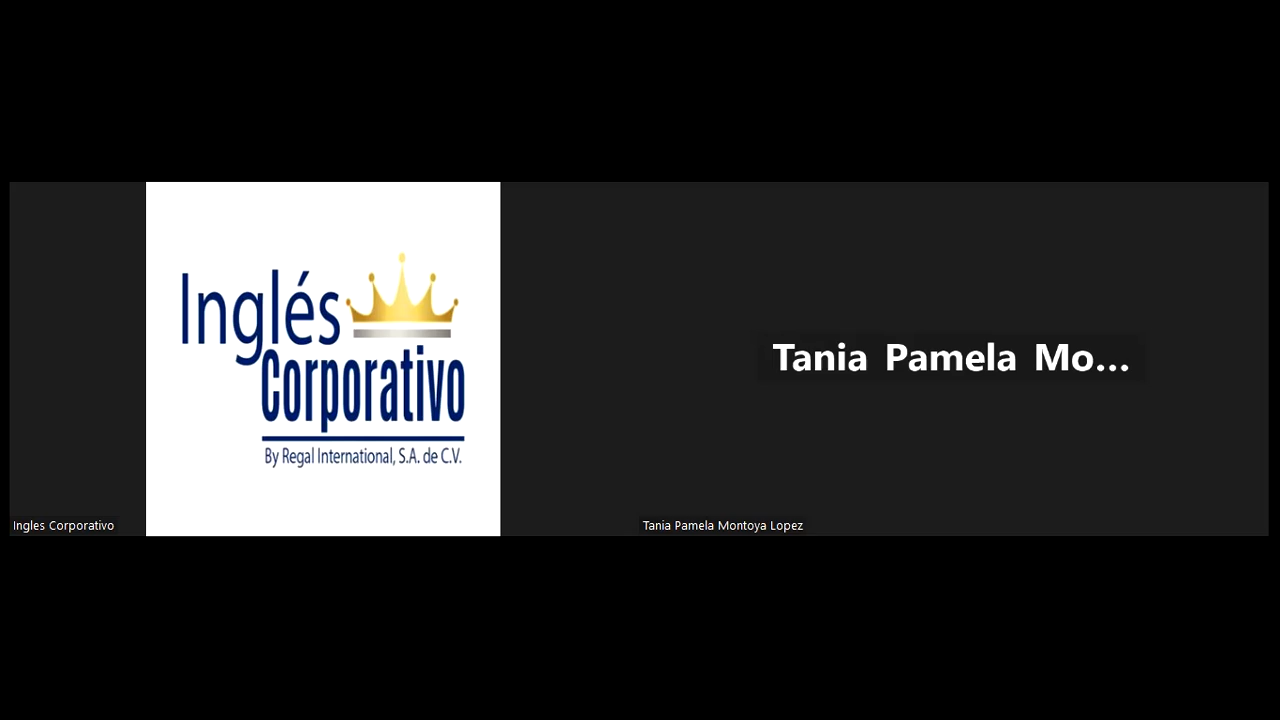 Inglés
Corporativo
By Regal International, S.A. de C.V.
Ingles Corporativo
Tania Pamela Mo...
Tania Pamela Montoya Lopez